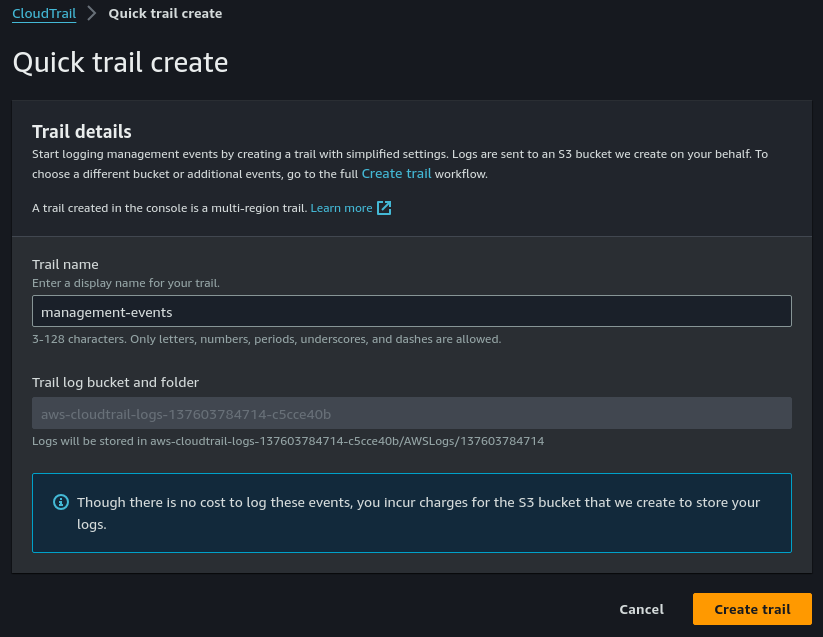 CloudTrail > Quick trail create
Quick trail create
Trail details
Start logging management events by creating a trail with simplified settings. Logs are sent to an S3 bucket we create on your behalf. To
choose a different bucket or additional events, go to the full Create trail workflow.
A trail created in the console is a multi-region trail. Learn more
Trail name
Enter a display name for your trail.
management-events
3-128 characters. Only letters, numbers, periods, underscores, and dashes are allowed.
Trail log bucket and folder
aws-cloudtrail-logs-137603784714-c5cce40b
Logs will be stored in aws-cloudtrail-logs-137603784714-c5cce40b/AWSLogs/137603784714
Though there is no cost to log these events, you incur charges for the S3 bucket that we create to store your
logs.
Cancel Create trail